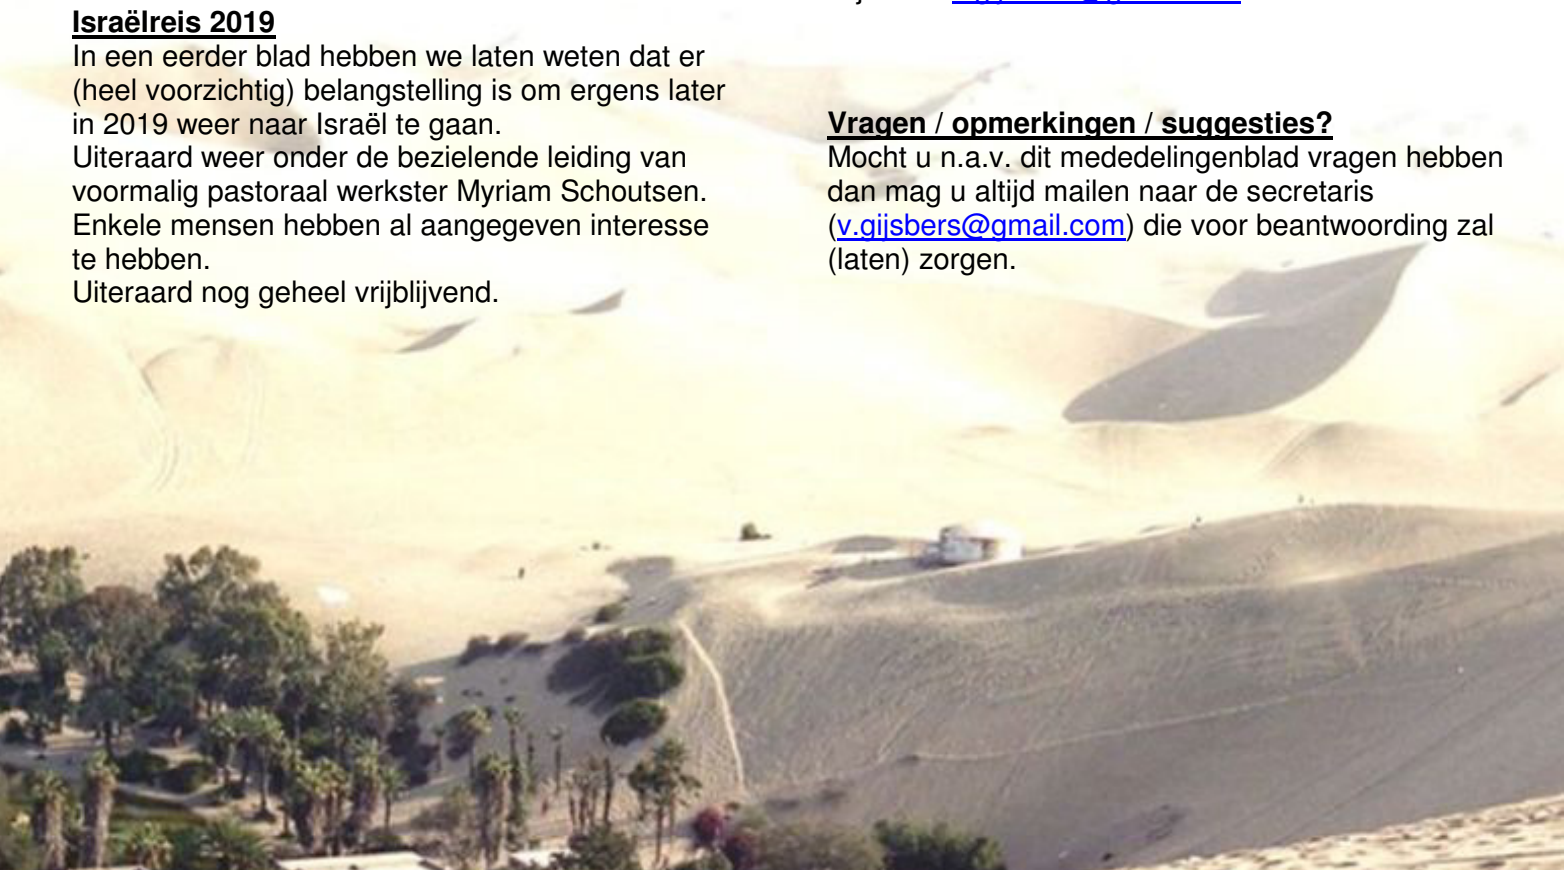 Israëlreis 2019
In een eerder blad hebben we laten weten dat er
(heel voorzichtig) belangstelling is om ergens later
in 2019 weer naar Israël te gaan.
Uiteraard weer onder de bezielende leiding van
voormalig pastoraal werkster Myriam Schoutsen.
Enkele mensen hebben al aangegeven interesse
te hebben.
Uiteraard nog geheel vrijblijvend.
Vragen / opmerkingen / suggesties?
Mocht u n.a.v. dit mededelingenblad vragen hebben
dan mag u altijd mailen naar de secretaris
(v.gijsbers@gmail.com) die voor beantwoording zal
(laten) zorgen.